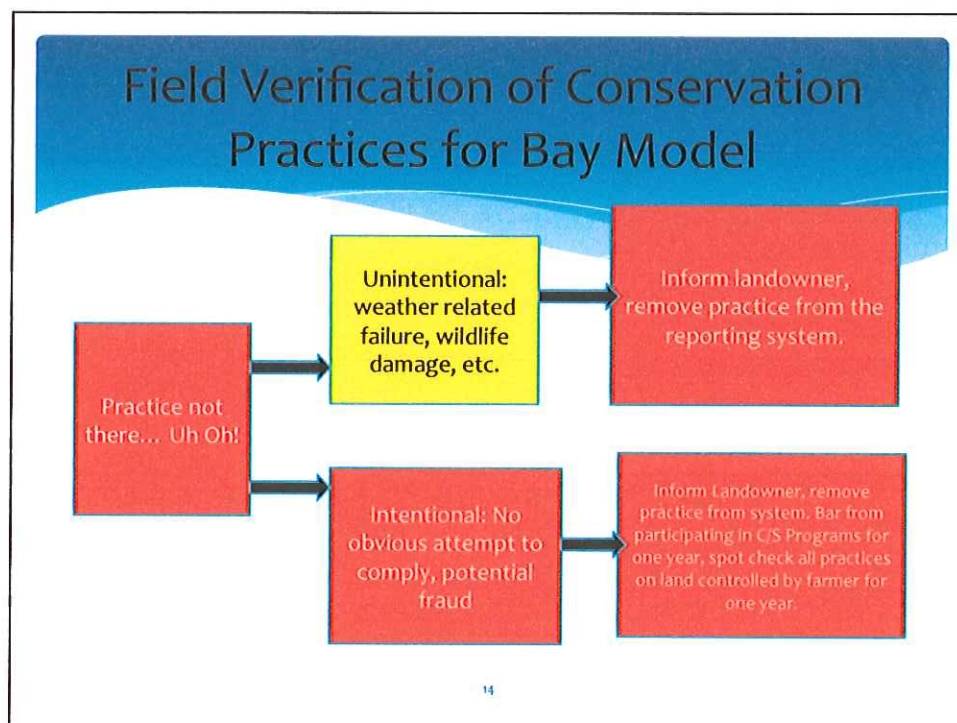 Field Verification of Conservation
Practices for Bay Model
Unintentional:
weather related
failure, wildlife
damage, etc.
Inform landowner,
remove practice from the
reporting system.
Practice not
there... Uh Oh!
Intentional: No
obvious attempt to
comply, potential
fraud
Inform Landowner, remove
practice from system. Bar from
participating in C/S Programs for
one year, spot check all practices
on land controlled by farmer for
one year.
14